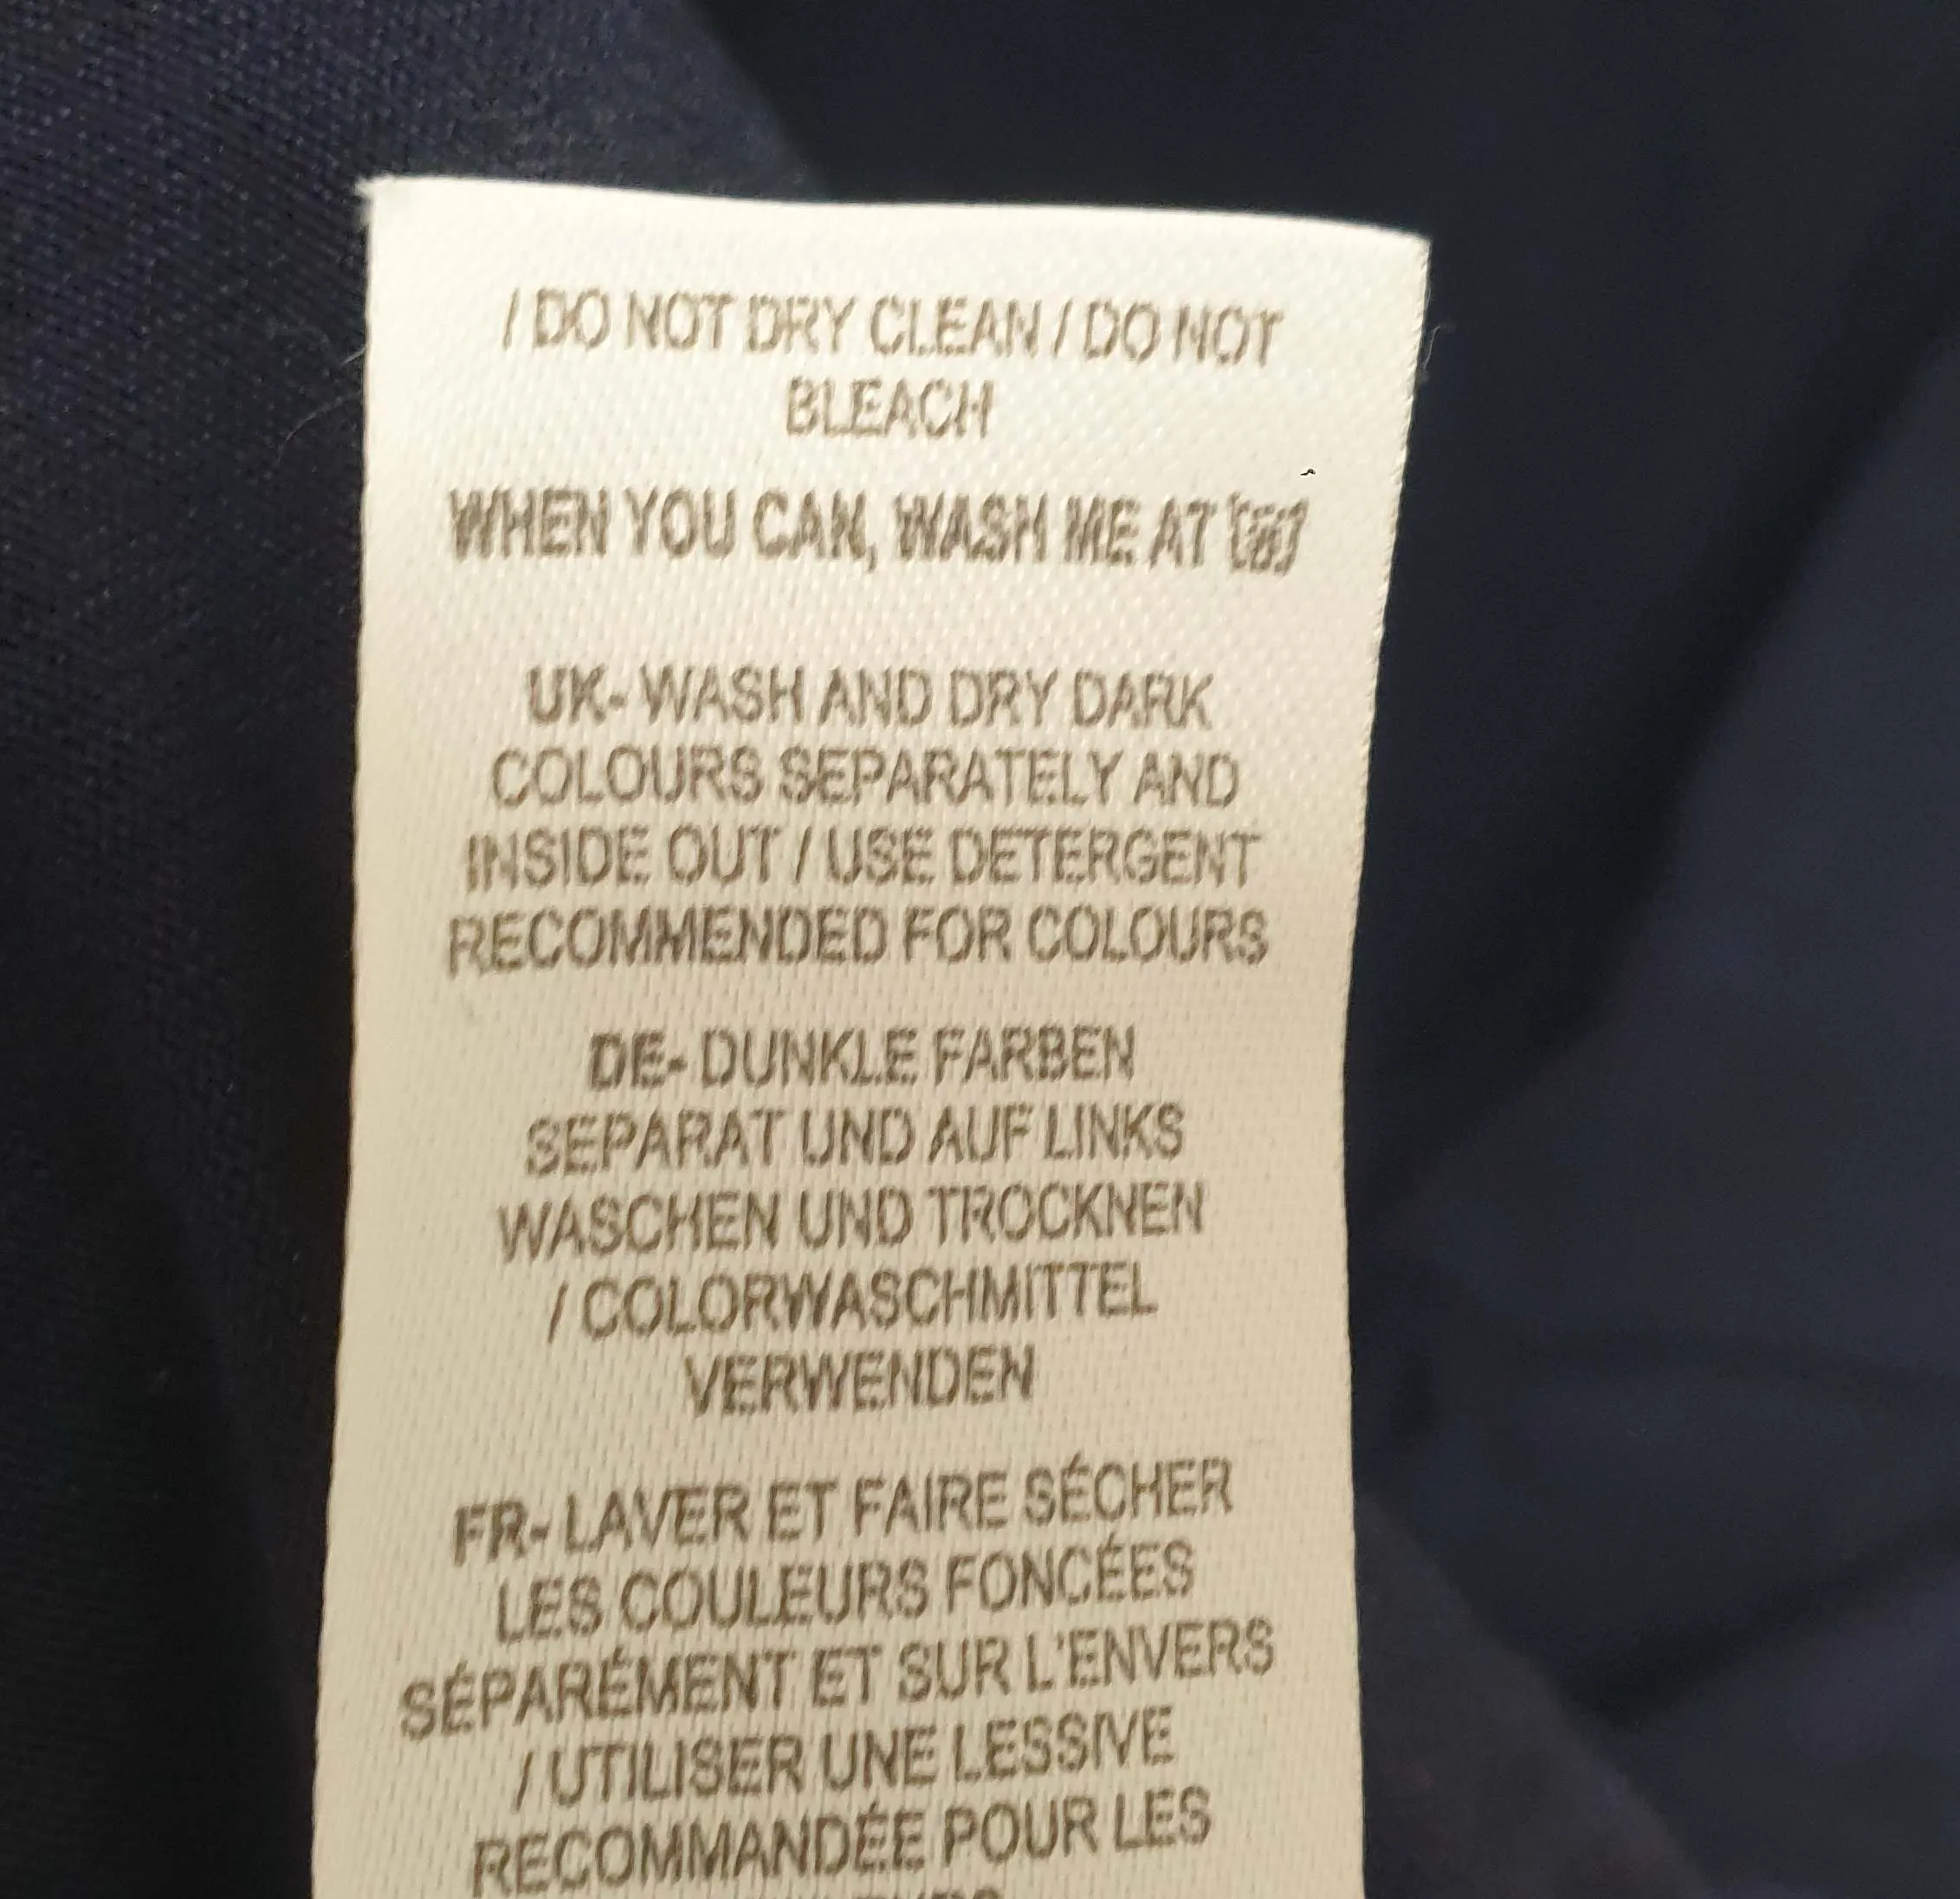 / DO NOT DRY CLEAN / DO NOT
BLEACH
WHEN YOU CAN, WASH ME AT
UK- WASH AND DRY DARK
COLOURS SEPARATELY AND
INSIDE OUT / USE DETERGENT
RECOMMENDED FOR COLOURS
DE- DUNKLE FARBEN
SEPARAT UND AUF LINKS
WASCHEN UND TROCKNEN
/ COLORWASCHMITTEL
VERWENDEN
FR- LAVER ET FAIRE SÉCHER
LES COULEURS FONCÉES
SÉPARÉMENT ET SUR L'ENVERS
/ UTILISER UNE LESSIVE
RECOMMANDÉE POUR LES